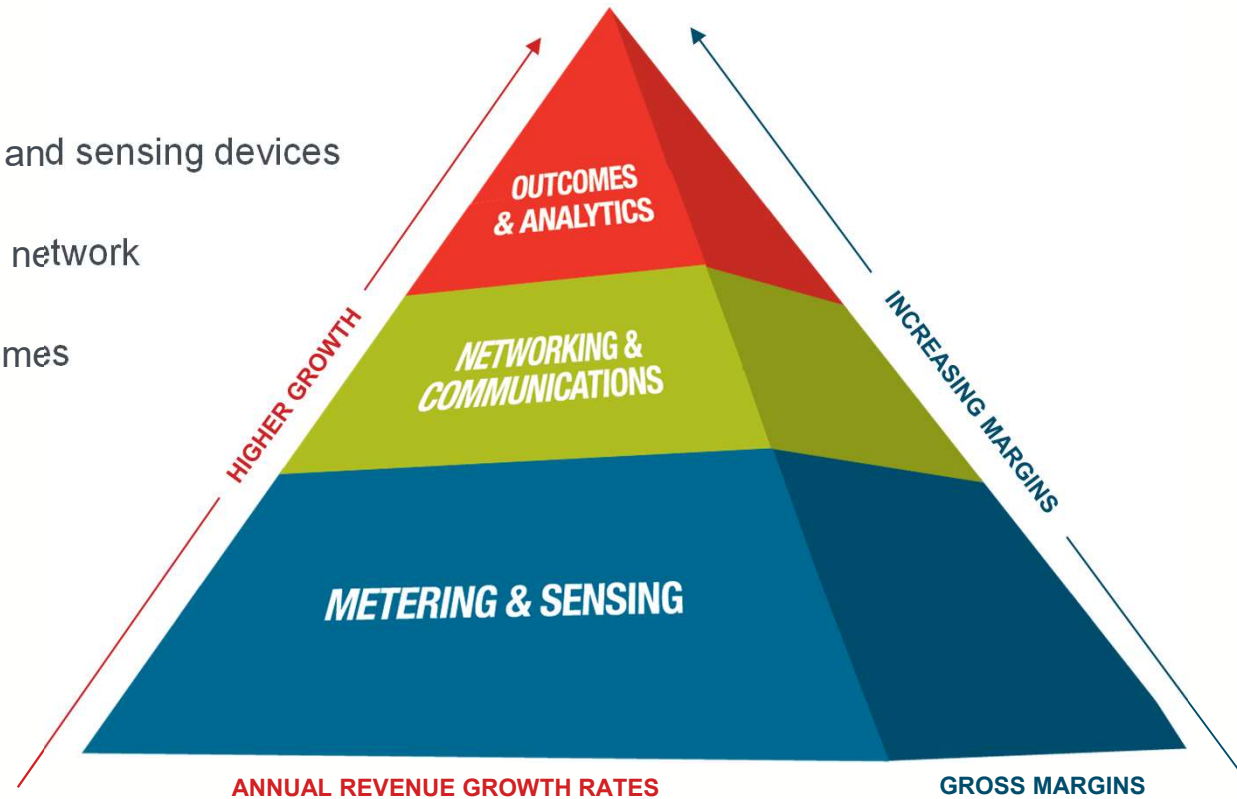 and sensing devices
network
mes
OUTCOMES
& ANALYTICS
NETWORKING &
COMMUNICATIONS
METERING & SENSING
HIGHER GROWTH
INCREASING MARGINS
ANNUAL REVENUE GROWTH RATES
GROSS MARGINS